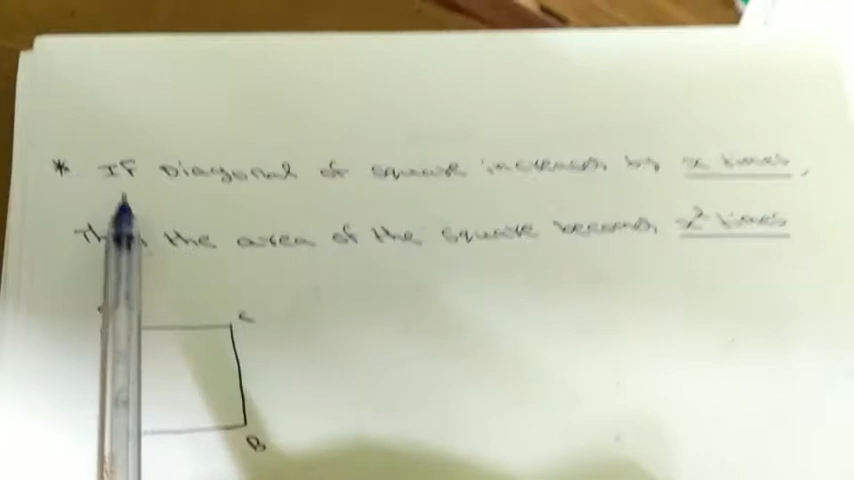 * If Diagonal of square increases by x times,
Then the area of the square becomes x² times
C
B